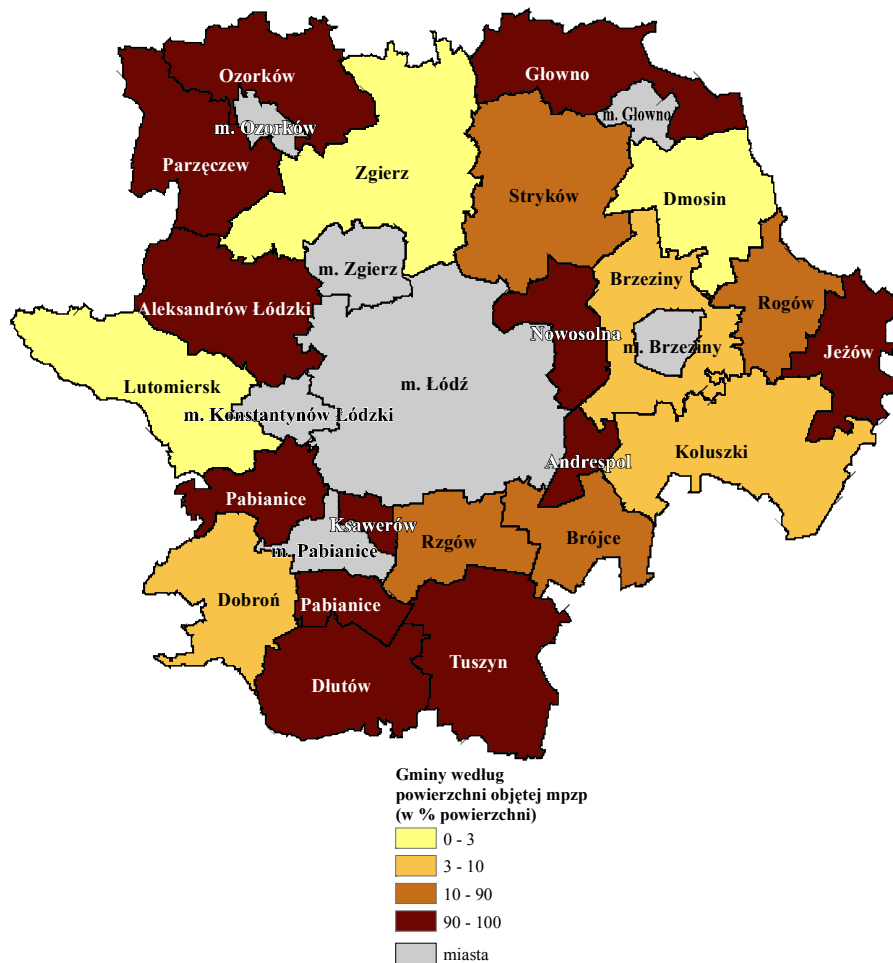 Ozorków
Głowno
m. Ozorków
m. Głowno
Parzęczew
Zgierz
Stryków
Dmosin
m. Zgierz
Brzeziny
Aleksandrów Łódzki
Rogów
Nowosolna
m. Brzeziny
Jeżów
Lutomiersk
m. Łódź
m. Konstantynów Łódzki
Koluszki
Andrespol
Pabianice
Ksawerów
m. Pabianice
Rzgów
Brójce
Dobroń
Pabianice
Tuszyn
Dłutów
Gminy według
powierzchni objętej mpzp
(w % powierzchni)
0 - 3
3 - 10
10 - 90
90 - 100
miasta